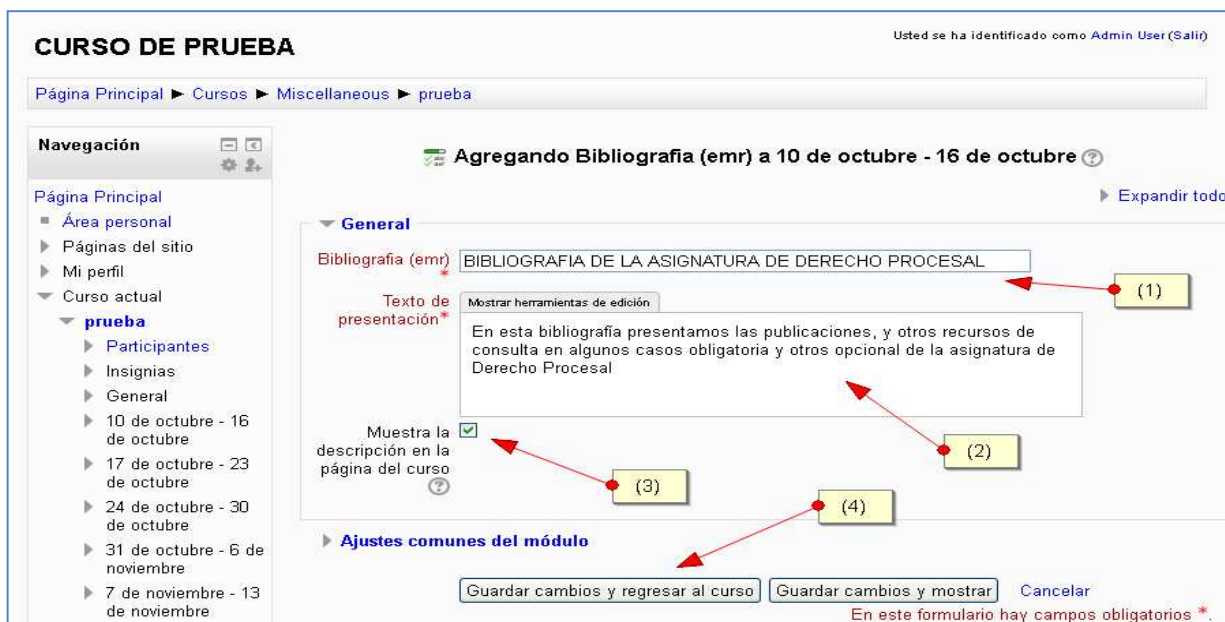 CURSO DE PRUEBA
Usted se ha identificado como Admin User (Salir)
Página Principal ► Cursos ► Miscellaneous ► prueba
Navegación
Página Principal
Área personal
Páginas del sitio
Mi perfil
Curso actual
prueba
Participantes
Insignias
General
10 de octubre - 16
de octubre
17 de octubre - 23
de octubre
24 de octubre - 30
de octubre
31 de octubre - 6 de
noviembre
7 de noviembre - 13
de noviembre
Agregando Bibliografia (emr) a 10 de octubre - 16 de octubre
Expandir todo
General
Bibliografia (emr)
*
BIBLIOGRAFIA DE LA ASIGNATURA DE DERECHO PROCESAL
(1)
Texto de
presentación*
Mostrar herramientas de edición
En esta bibliografía presentamos las publicaciones, y otros recursos de
consulta en algunos casos obligatoria y otros opcional de la asignatura de
Derecho Procesal
(2)
Muestra la
descripción en la
página del curso
(3)
(4)
Ajustes comunes del módulo
Guardar cambios y regresar al curso
Guardar cambios y mostrar
Cancelar
En este formulario hay campos obligatorios *.